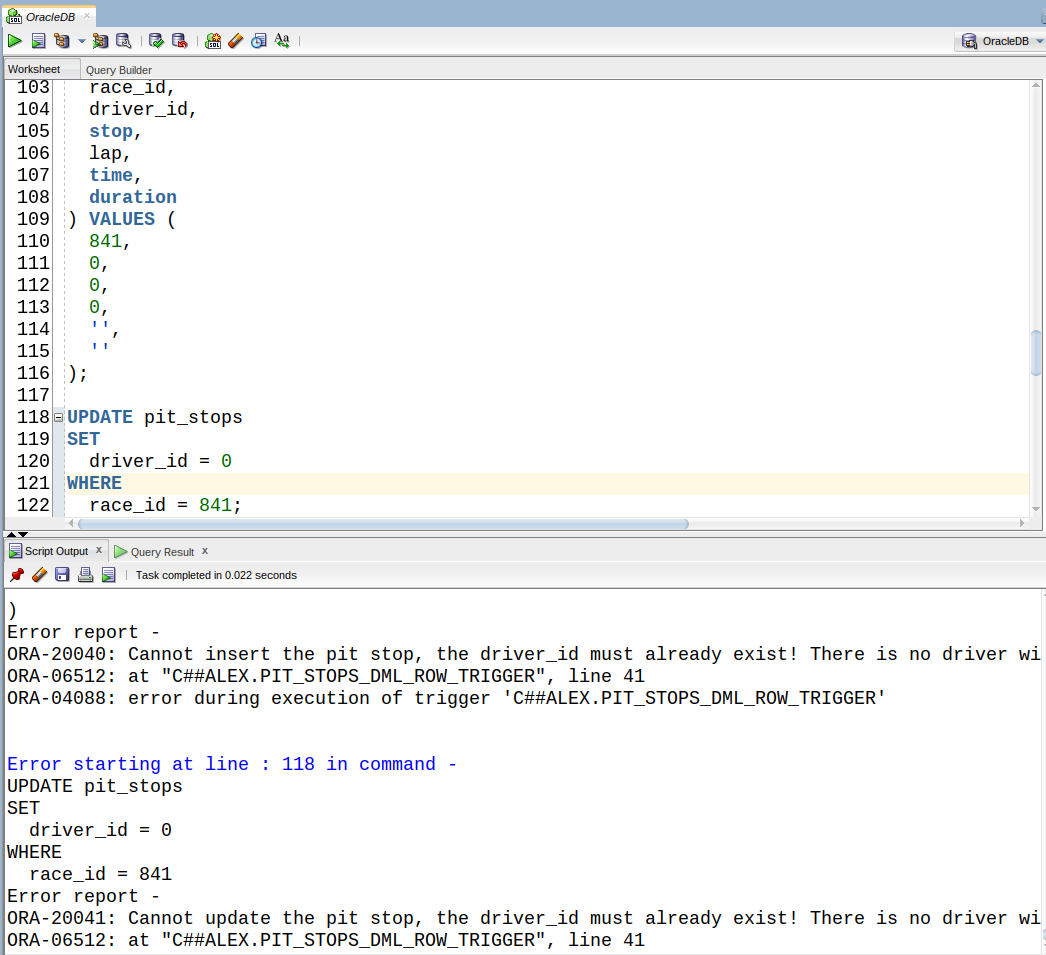 OracleDB
OracleDB
Worksheet Query Builder
103 race_id,
104 driver_id,
105 stop,
106 lap,
107 time,
108 duration
109 ) VALUES (
110 841,
111 0,
112 0,
113 0,
114 '',
115 ''
116 );
117
118 UPDATE pit_stops
119 SET
120 driver_id = 0
121 WHERE
122 race_id = 841;
Script Output x Query Result x
Task completed in 0.022 seconds
)
Error report -
ORA-20040: Cannot insert the pit stop, the driver_id must already exist! There is no driver wi
ORA-06512: at "C##ALEX.PIT_STOPS_DML_ROW_TRIGGER", line 41
ORA-04088: error during execution of trigger 'C##ALEX.PIT_STOPS_DML_ROW_TRIGGER'
Error starting at line : 118 in command -
UPDATE pit_stops
SET
driver_id = 0
WHERE
race_id = 841
Error report -
ORA-20041: Cannot update the pit stop, the driver_id must already exist! There is no driver wi
ORA-06512: at "C##ALEX.PIT_STOPS_DML_ROW_TRIGGER", line 41